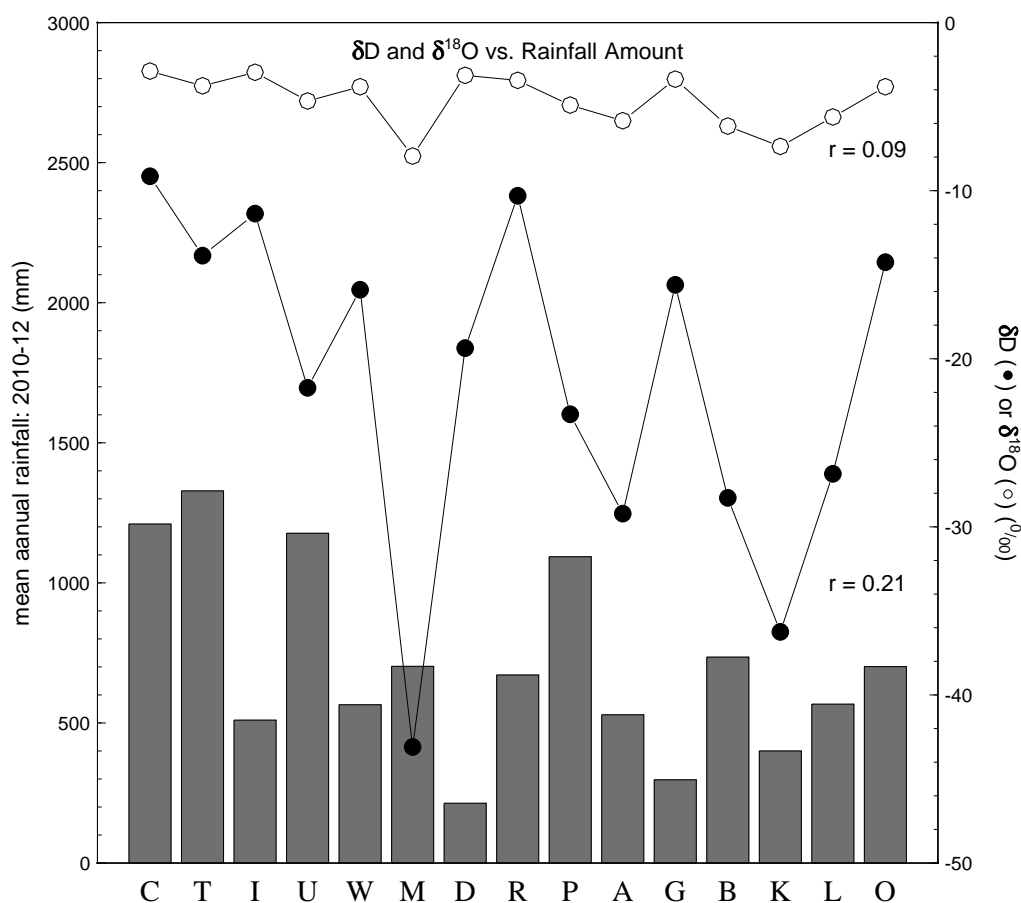 δD and δ¹⁸O vs. Rainfall Amount
3000
2500
2000
1500
1000
500
0
mean aanual rainfall: 2010-12 (mm)
0
-10
-20
-30
-40
-50
δD (●) or δ¹⁸O (○) (⁰/₀₀)
r = 0.09
r = 0.21
C T I U W M D R P A G B K L O